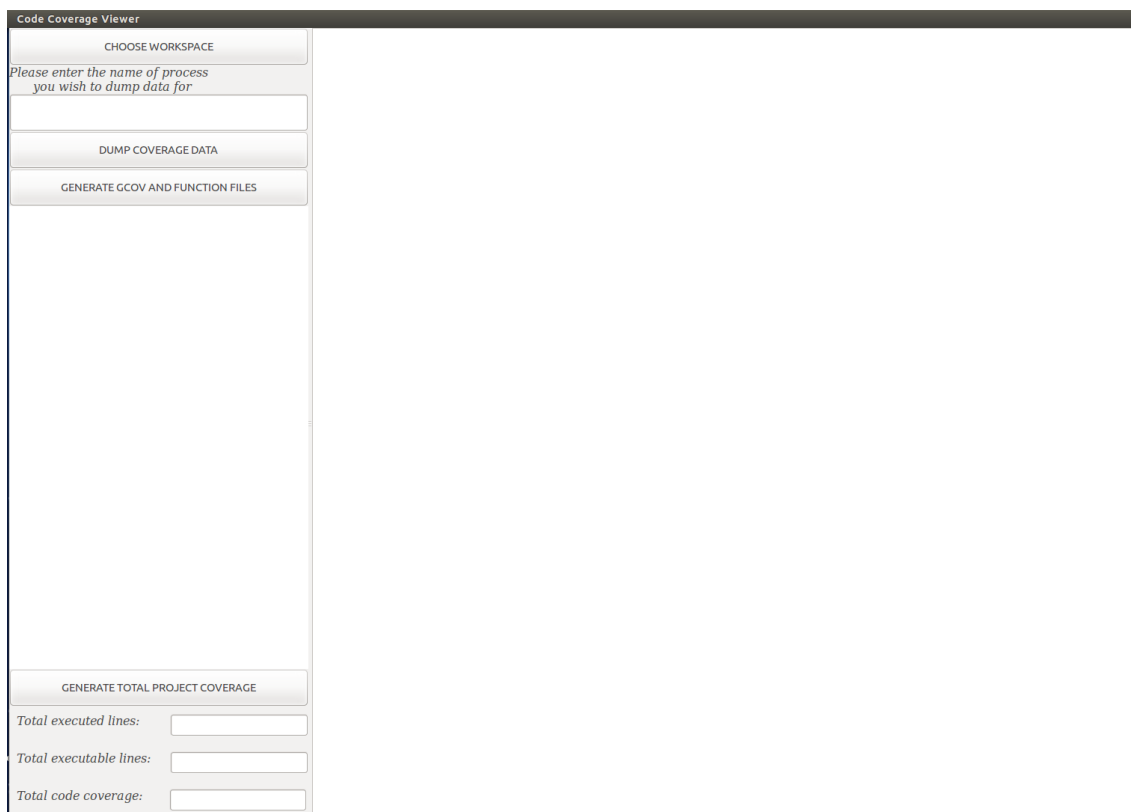 Code Coverage Viewer
CHOOSE WORKSPACE
Please enter the name of process
you wish to dump data for
DUMP COVERAGE DATA
GENERATE GCOV AND FUNCTION FILES
GENERATE TOTAL PROJECT COVERAGE
Total executed lines:
Total executable lines:
Total code coverage: